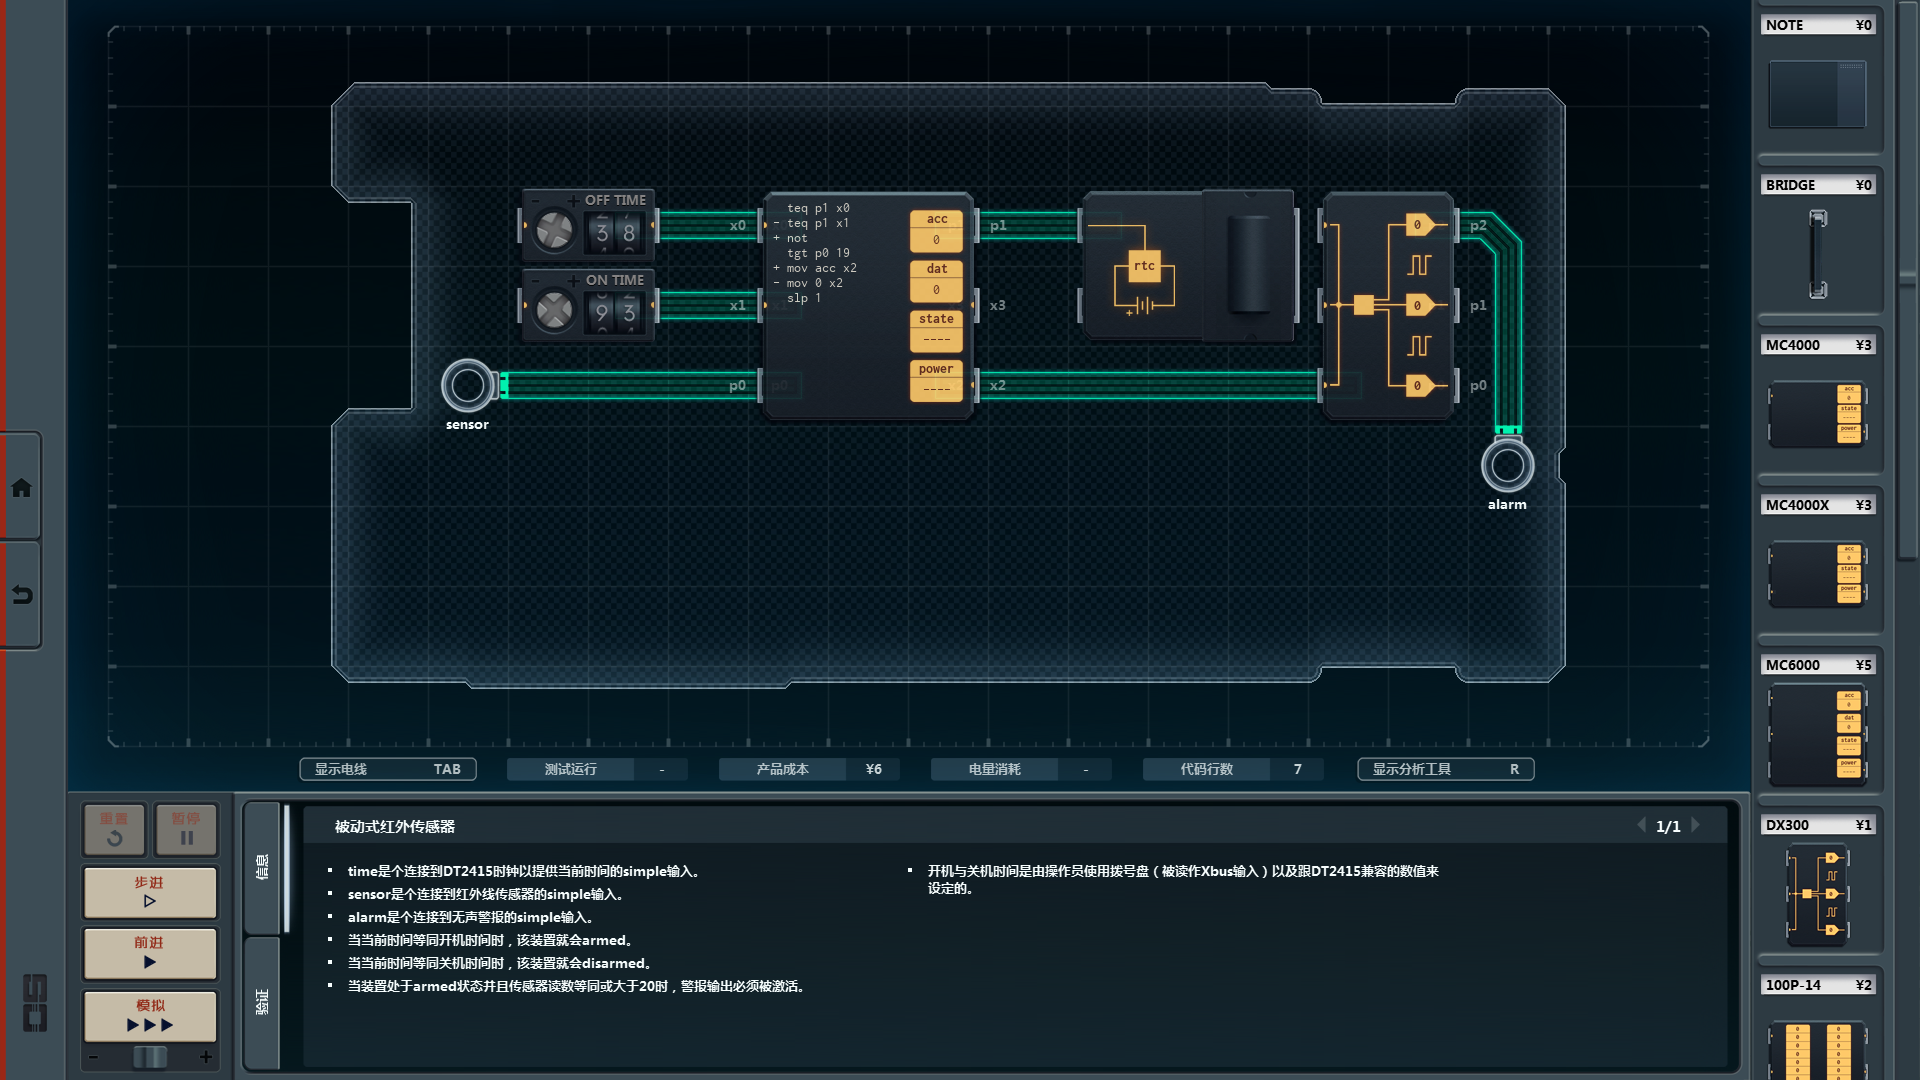 NOTE ¥0
BRIDGE ¥0
MC4000 ¥3
acc
0
state
----
power
----
MC4000X ¥3
acc
0
state
----
power
----
MC6000 ¥5
acc
0
dat
0
state
----
power
----
DX300 ¥1
0
0
0
100P-14 ¥2
OFF TIME
- +
3 8
ON TIME
- +
9 3
x0
x1
p0
teq p1 x0
- teq p1 x1
+ not
tgt p0 19
+ mov acc x2
- mov 0 x2
slp 1
acc
0
dat
0
state
----
power
----
p1
x3
x2
rtc
+
0
0
0
p2
p1
p0
sensor
alarm
显示电线 TAB
测试运行 -
产品成本 ¥6
电量消耗 -
代码行数 7
显示分析工具 R
重置
暂停
步进
前进
模拟
- +
信息
验证
被动式红外传感器
1/1
▪ time是个连接到DT2415时钟以提供当前时间的simple输入。
▪ sensor是个连接到红外线传感器的simple输入。
▪ alarm是个连接到无声警报的simple输入。
▪ 当当前时间等同开机时间时，该装置就会armed。
▪ 当当前时间等同关机时间时，该装置就会disarmed。
▪ 当装置处于armed状态并且传感器读数等同或大于20时，警报输出必须被激活。
▪ 开机与关机时间是由操作员使用拨号盘（被读作Xbus输入）以及跟DT2415兼容的数值来
设定的。